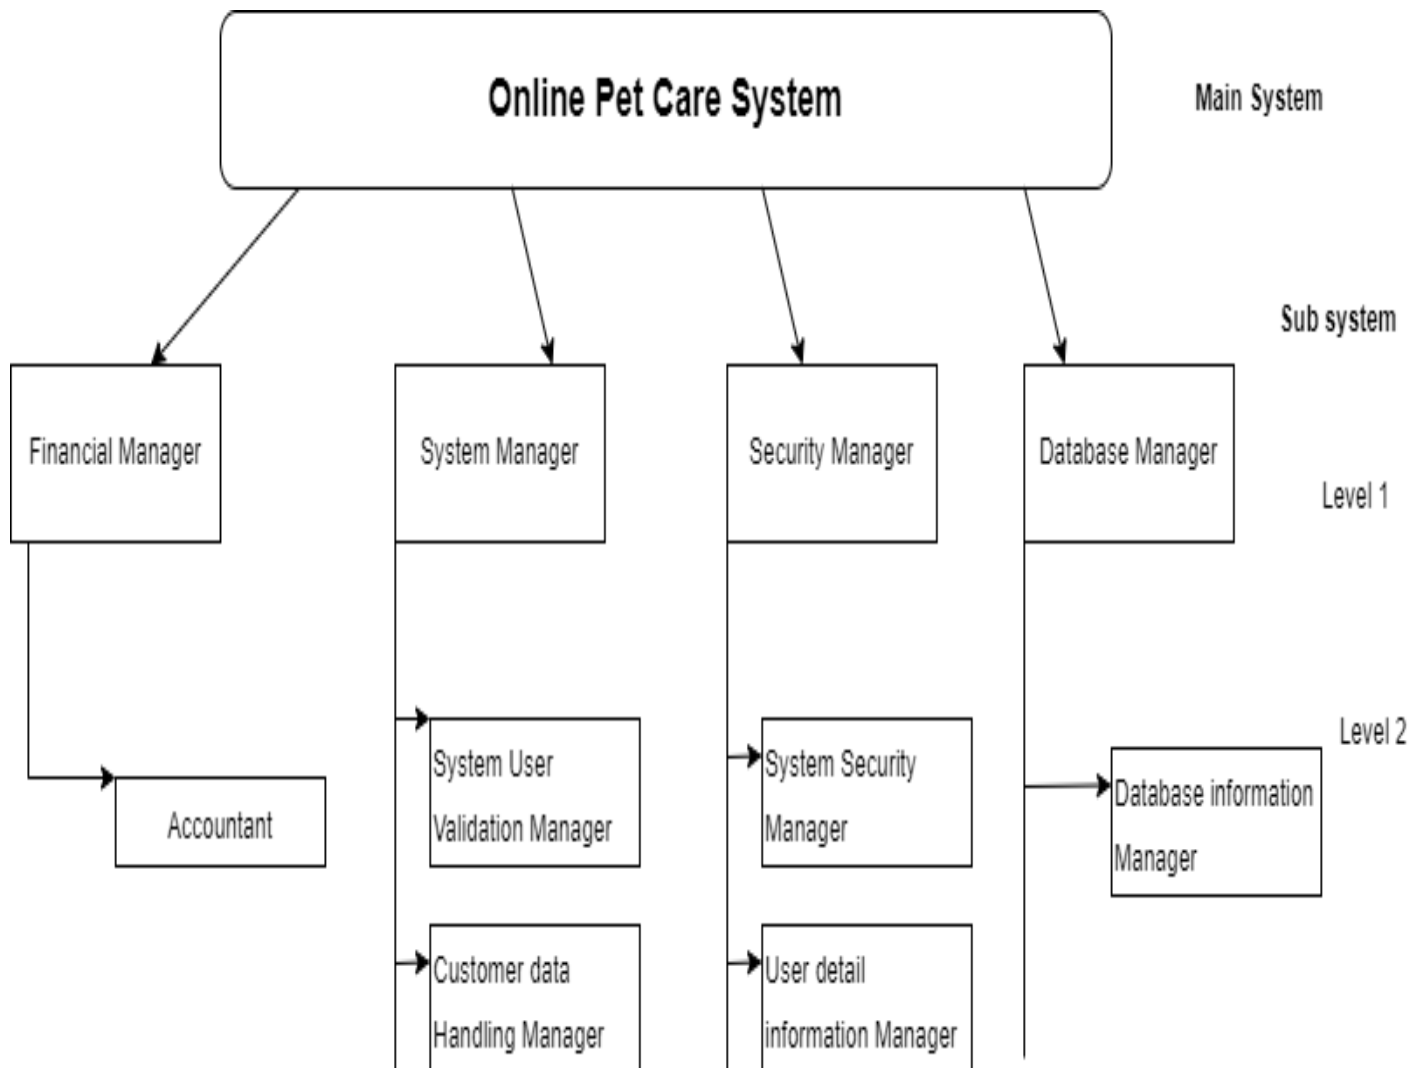 Online Pet Care System
Main System
Sub system
Financial Manager
System Manager
Security Manager
Database Manager
Level 1
Level 2
Accountant
System User
Validation Manager
System Security
Manager
Database information
Manager
Customer data
Handling Manager
User detail
information Manager